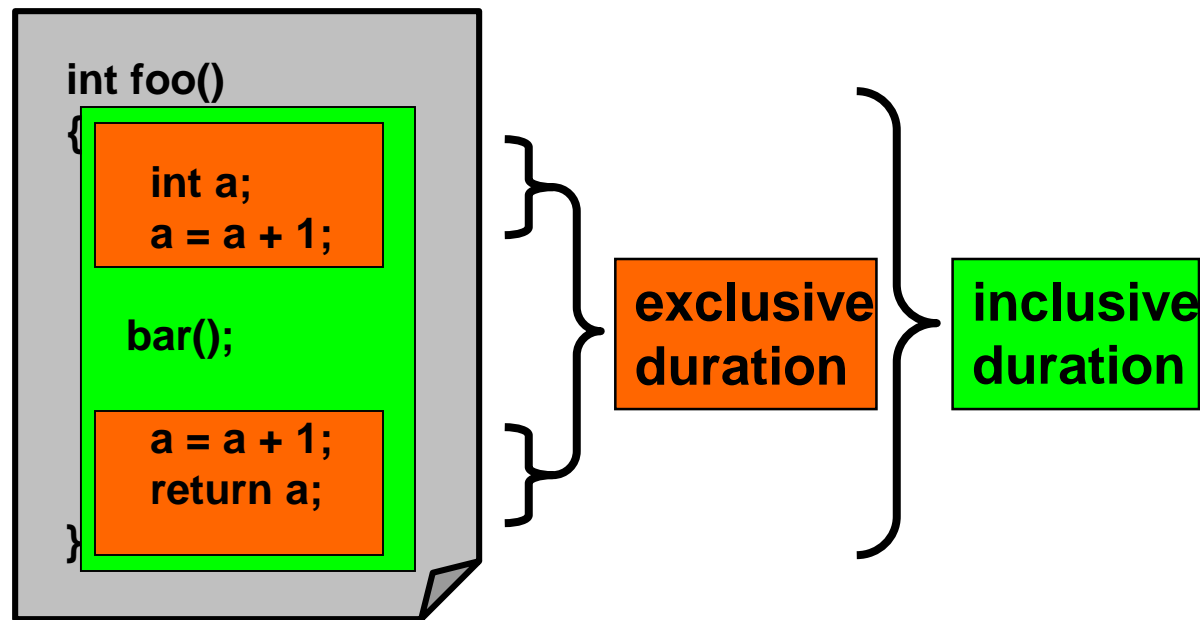 int foo()
{
int a;
a = a + 1;
bar();
a = a + 1;
return a;
}
exclusive
duration
inclusive
duration